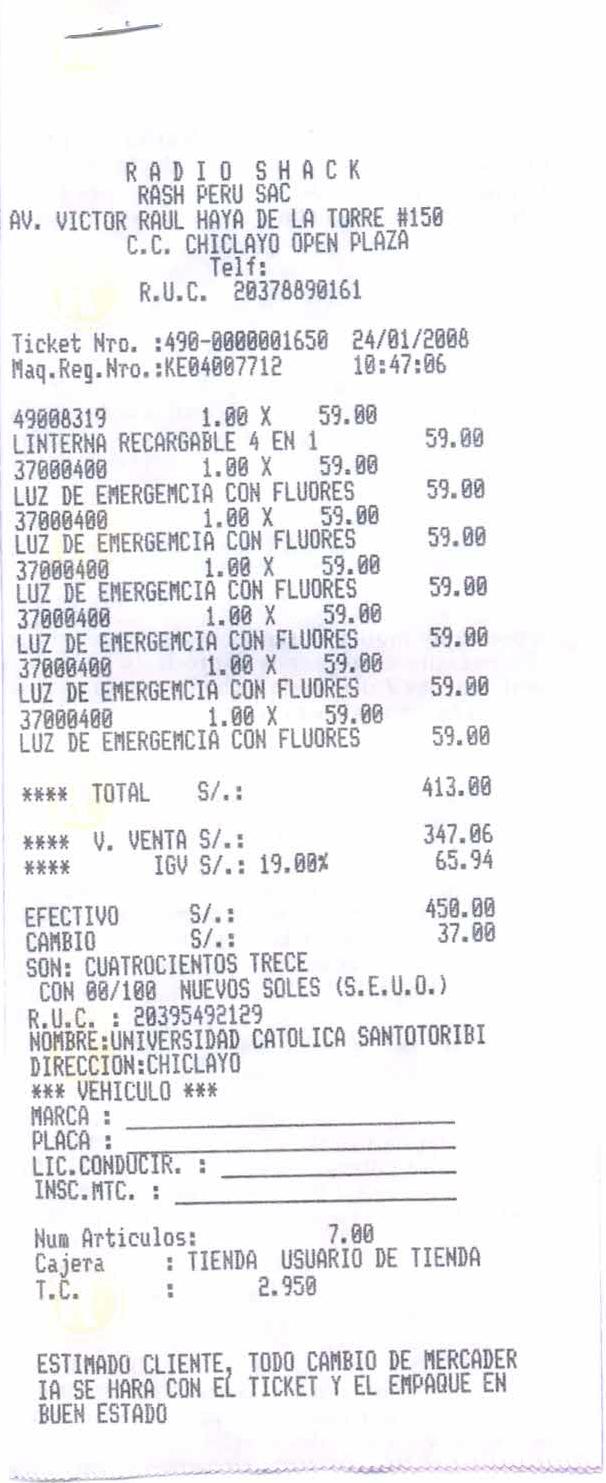 R A D I O  S H A C K
RASH PERU SAC
AV. VICTOR RAUL HAYA DE LA TORRE #150
C.C. CHICLAYO OPEN PLAZA
Telf:
R.U.C. 20378890161
Ticket Nro. :490-0000001650 24/01/2008
Maq.Reg.Nro.:KE04007712 10:47:06
49008319 1.00 X 59.00
LINTERNA RECARGABLE 4 EN 1 59.00
37000400 1.00 X 59.00
LUZ DE EMERGEMCIA CON FLUORES 59.00
37000400 1.00 X 59.00
LUZ DE EMERGEMCIA CON FLUORES 59.00
37000400 1.00 X 59.00
LUZ DE EMERGEMCIA CON FLUORES 59.00
37000400 1.00 X 59.00
LUZ DE EMERGEMCIA CON FLUORES 59.00
37000400 1.00 X 59.00
LUZ DE EMERGEMCIA CON FLUORES 59.00
37000400 1.00 X 59.00
LUZ DE EMERGEMCIA CON FLUORES 59.00
**** TOTAL S/.: 413.00
**** V. VENTA S/.: 347.06
**** IGV S/.: 19.00% 65.94
EFECTIVO S/.: 450.00
CAMBIO S/.: 37.00
SON: CUATROCIENTOS TRECE
CON 00/100 NUEVOS SOLES (S.E.U.O.)
R.U.C. : 20395492129
NOMBRE:UNIVERSIDAD CATOLICA SANTOTORIBI
DIRECCION:CHICLAYO
*** VEHICULO ***
MARCA : ____________________
PLACA : ____________________
LIC.CONDUCIR. : ____________________
INSC.MTC. : ____________________
Num Articulos: 7.00
Cajera : TIENDA USUARIO DE TIENDA
T.C. : 2.950
ESTIMADO CLIENTE, TODO CAMBIO DE MERCADER
IA SE HARA CON EL TICKET Y EL EMPAQUE EN
BUEN ESTADO